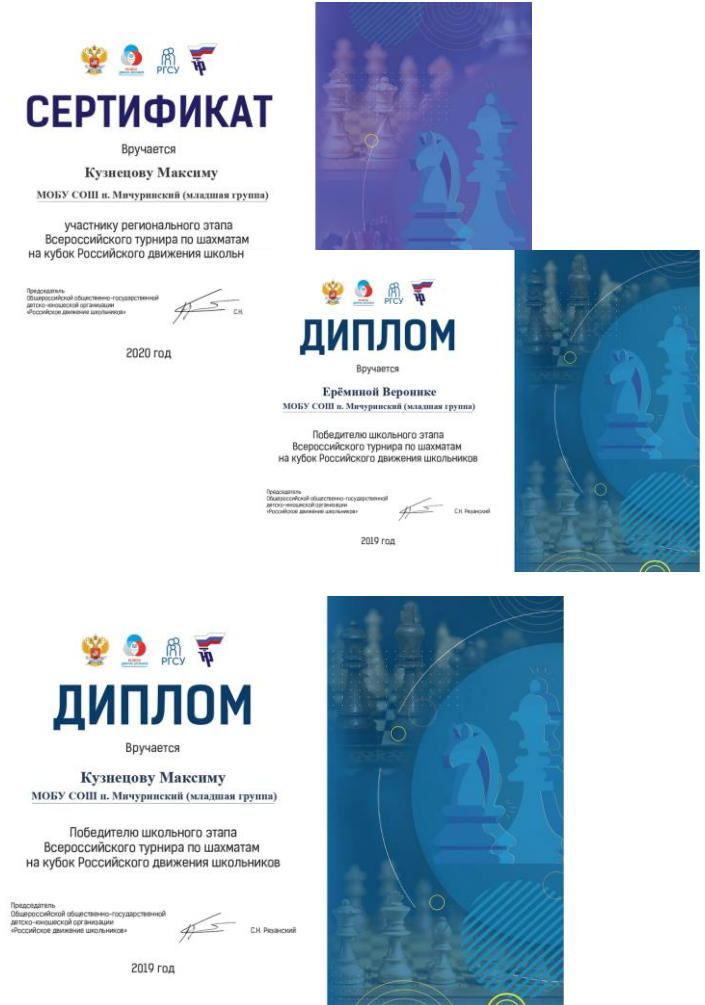 РГСУ
СЕРТИФИКАТ
Вручается
Кузнецову Максиму
МОБУ СОШ п. Мичуринский (младшая группа)
участнику регионального этапа
Всероссийского турнира по шахматам
на кубок Российского движения школьн
Председатель
Общероссийской общественно-государственной
детско-юношеской организации
«Российское движение школьников»
С.Н.
2020 год
РГСУ
ДИПЛОМ
Вручается
Ерёминой Веронике
МОБУ СОШ п. Мичуринский (младшая группа)
Победителю школьного этапа
Всероссийского турнира по шахматам
на кубок Российского движения школьников
Председатель
Общероссийской общественно-государственной
детско-юношеской организации
«Российское движение школьников»
С.Н. Рязанский
2019 год
РГСУ
ДИПЛОМ
Вручается
Кузнецову Максиму
МОБУ СОШ п. Мичуринский (младшая группа)
Победителю школьного этапа
Всероссийского турнира по шахматам
на кубок Российского движения школьников
Председатель
Общероссийской общественно-государственной
детско-юношеской организации
«Российское движение школьников»
С.Н. Рязанский
2019 год